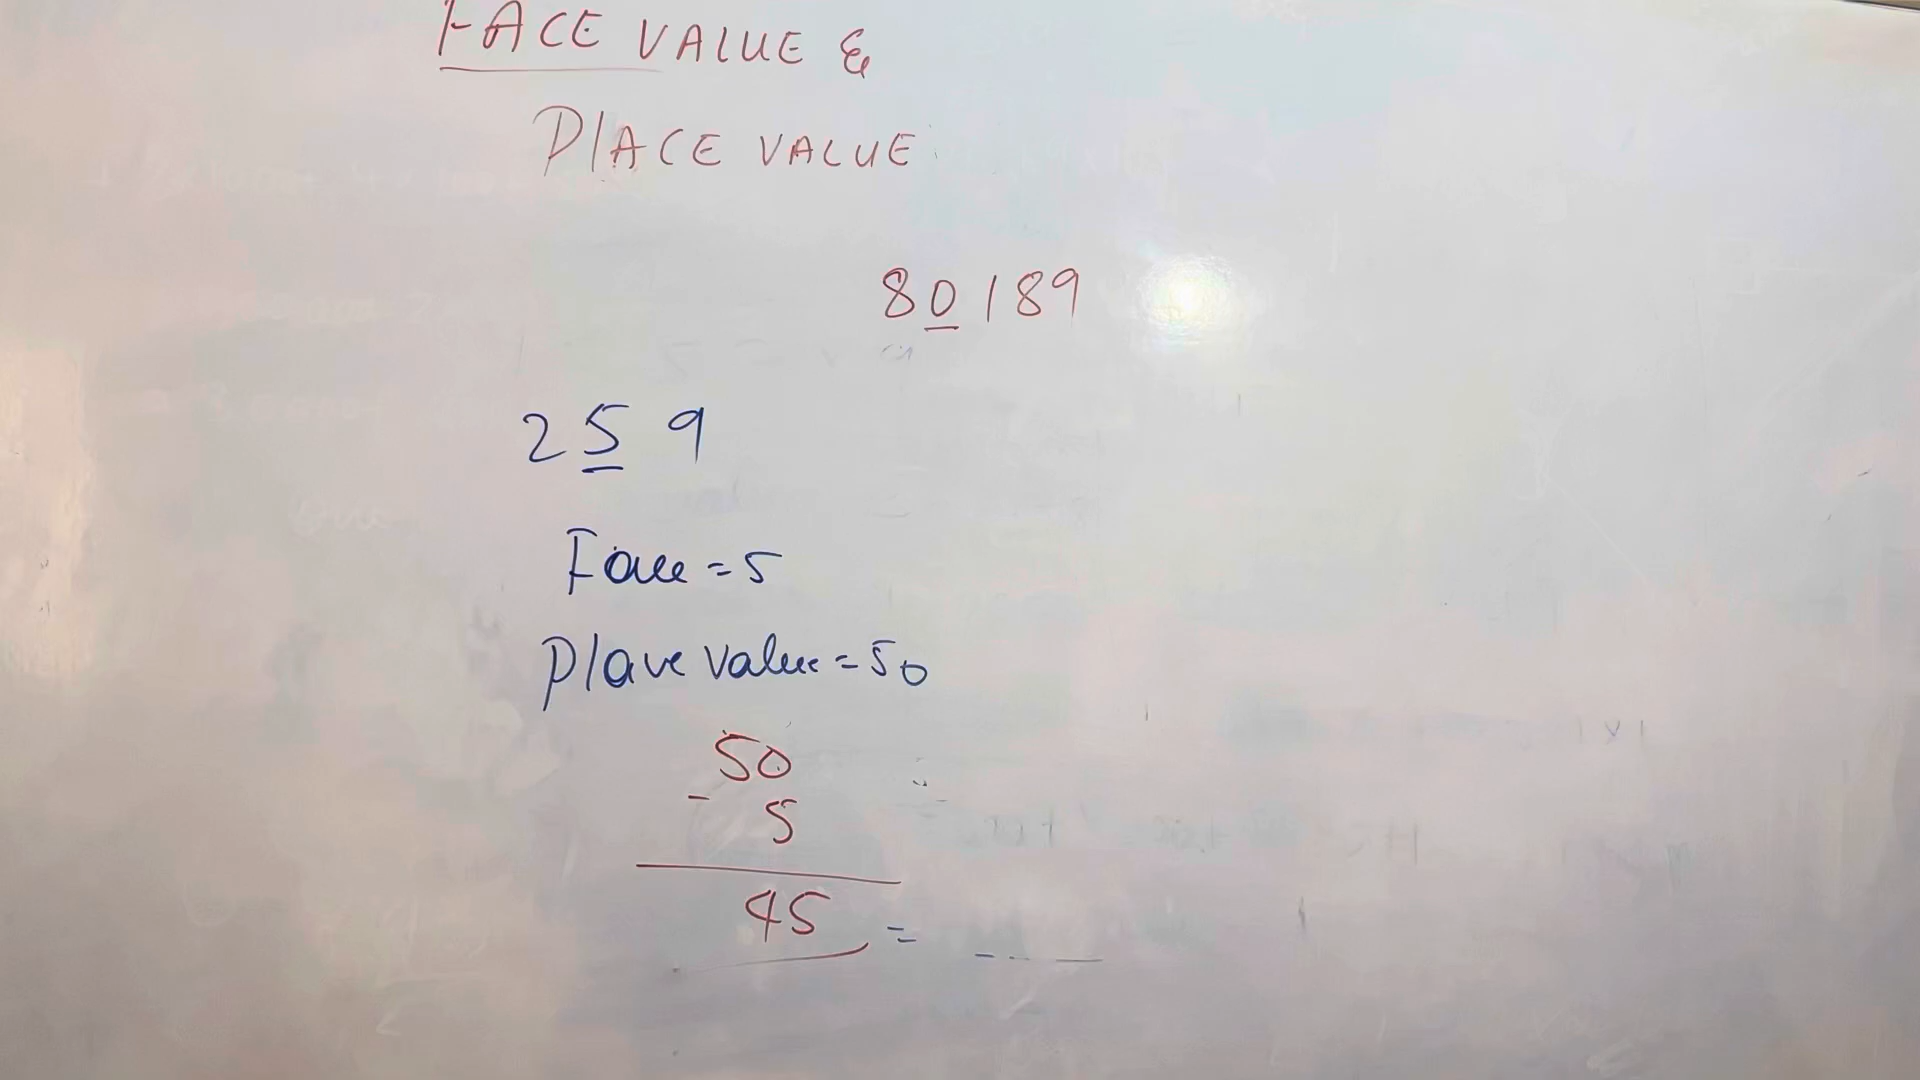 FACE VALUE &
PLACE VALUE
80189
259
Face = 5
Place value = 50
50
- 5
45 = _ _ _